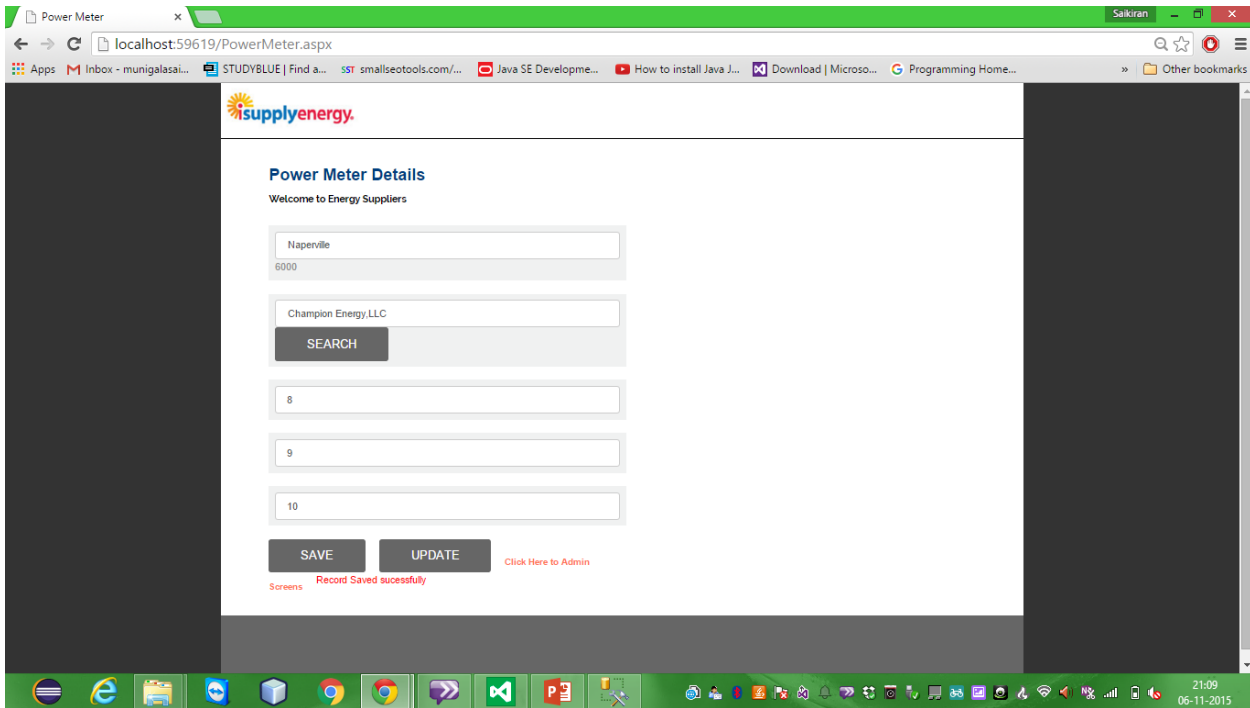 Power Meter
Saikiran
localhost:59619/PowerMeter.aspx
Apps Inbox - munigalasai... STUDYBLUE | Find a... SST smallseotools.com/... Java SE Developme... How to install Java J... Download | Microso... G Programming Home... » Other bookmarks
isupplyenergy.
Power Meter Details
Welcome to Energy Suppliers
Naperville
6000
Champion Energy,LLC
SEARCH
8
9
10
SAVE UPDATE Click Here to Admin
Screens Record Saved sucessfully
21:09
06-11-2015